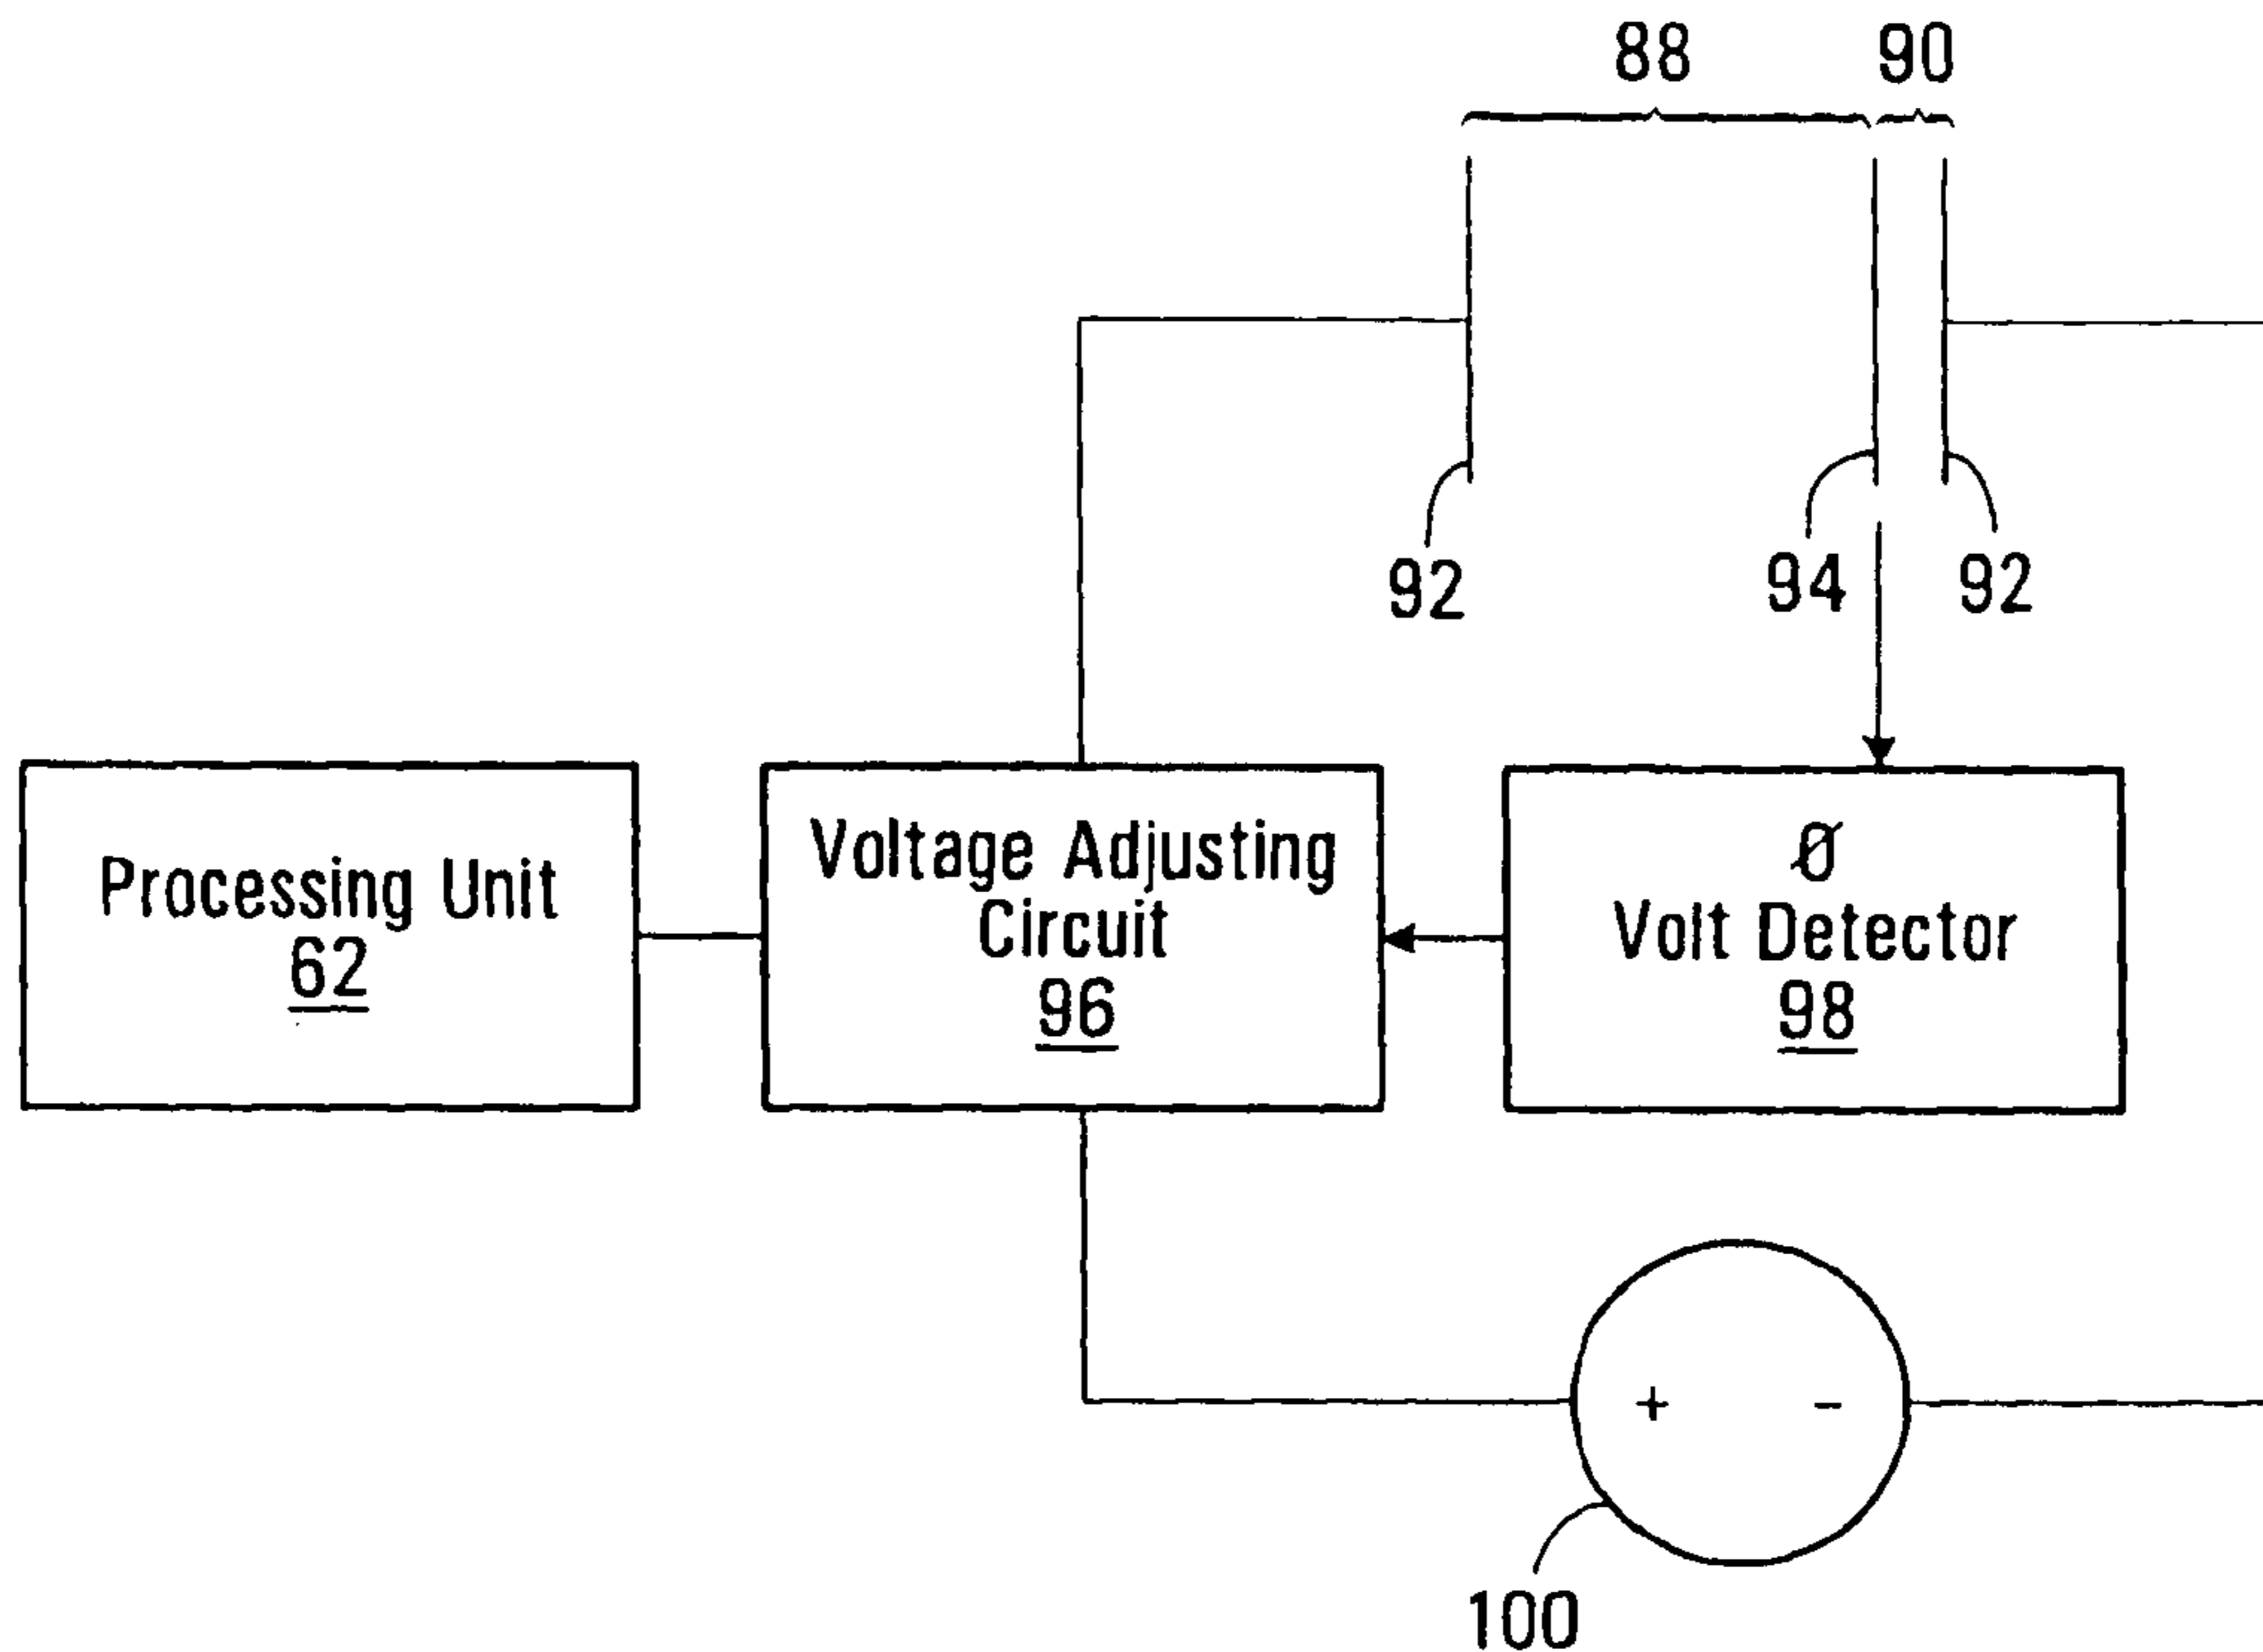 88 90
92 94 92
Processing Unit
62
Voltage Adjusting
Circuit
96
Ø
Volt Detector
98
+ -
100